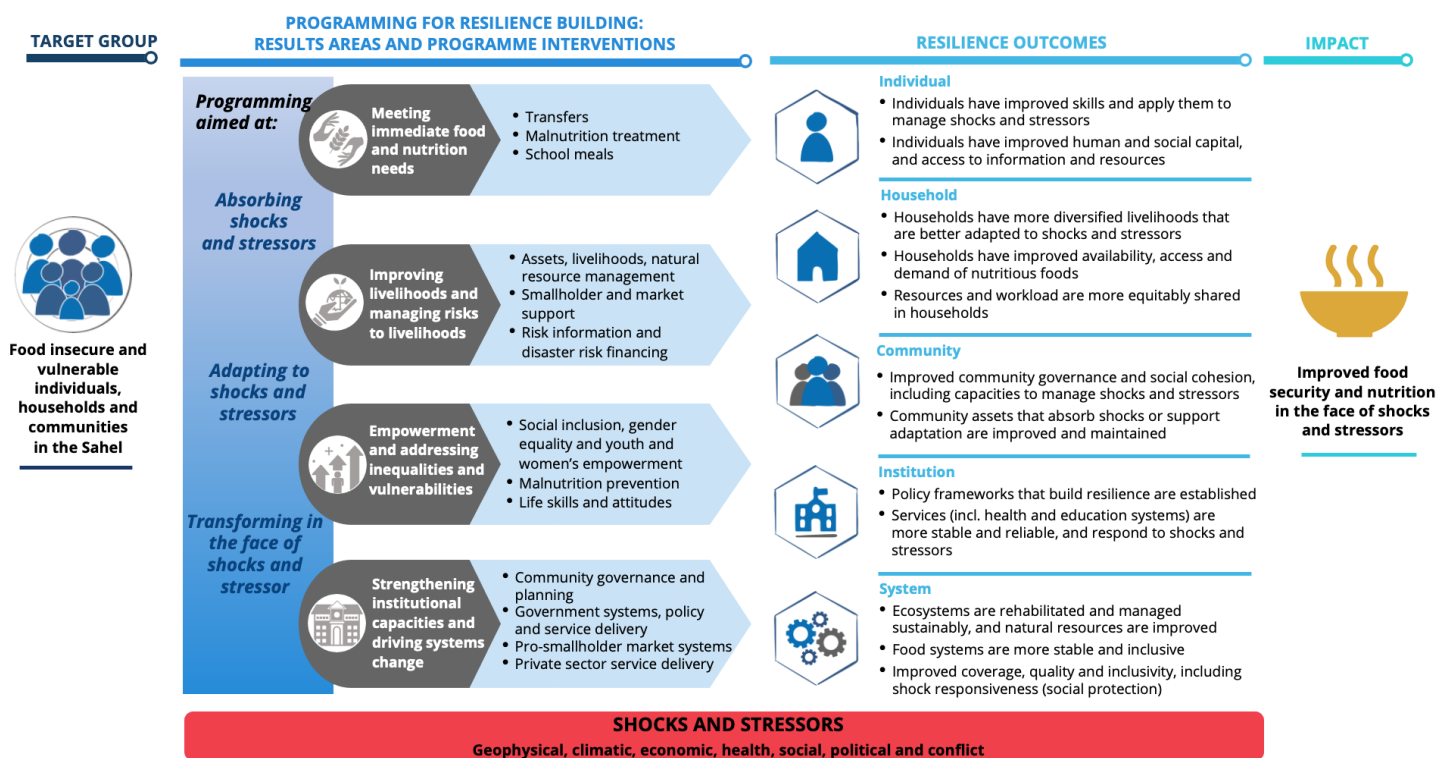 TARGET GROUP
Food insecure and
vulnerable
individuals,
households and
communities
in the Sahel
PROGRAMMING FOR RESILIENCE BUILDING:
RESULTS AREAS AND PROGRAMME INTERVENTIONS
Programming
aimed at:
Absorbing
shocks
and stressors
Adapting to
shocks and
stressors
Transforming in
the face of
shocks and
stressor
Meeting
immediate food
and nutrition
needs
• Transfers
• Malnutrition treatment
• School meals
Improving
livelihoods and
managing risks
to livelihoods
• Assets, livelihoods, natural
resource management
• Smallholder and market
support
• Risk information and
disaster risk financing
Empowerment
and addressing
inequalities and
vulnerabilities
• Social inclusion, gender
equality and youth and
women's empowerment
• Malnutrition prevention
• Life skills and attitudes
Strengthening
institutional
capacities and
driving systems
change
• Community governance and
planning
• Government systems, policy
and service delivery
• Pro-smallholder market systems
• Private sector service delivery
RESILIENCE OUTCOMES
Individual
• Individuals have improved skills and apply them to
manage shocks and stressors
• Individuals have improved human and social capital,
and access to information and resources
Household
• Households have more diversified livelihoods that
are better adapted to shocks and stressors
• Households have improved availability, access and
demand of nutritious foods
• Resources and workload are more equitably shared
in households
Community
• Improved community governance and social cohesion,
including capacities to manage shocks and stressors
• Community assets that absorb shocks or support
adaptation are improved and maintained
Institution
• Policy frameworks that build resilience are established
• Services (incl. health and education systems) are
more stable and reliable, and respond to shocks and
stressors
System
• Ecosystems are rehabilitated and managed
sustainably, and natural resources are improved
• Food systems are more stable and inclusive
• Improved coverage, quality and inclusivity, including
shock responsiveness (social protection)
IMPACT
Improved food
security and nutrition
in the face of shocks
and stressors
SHOCKS AND STRESSORS
Geophysical, climatic, economic, health, social, political and conflict